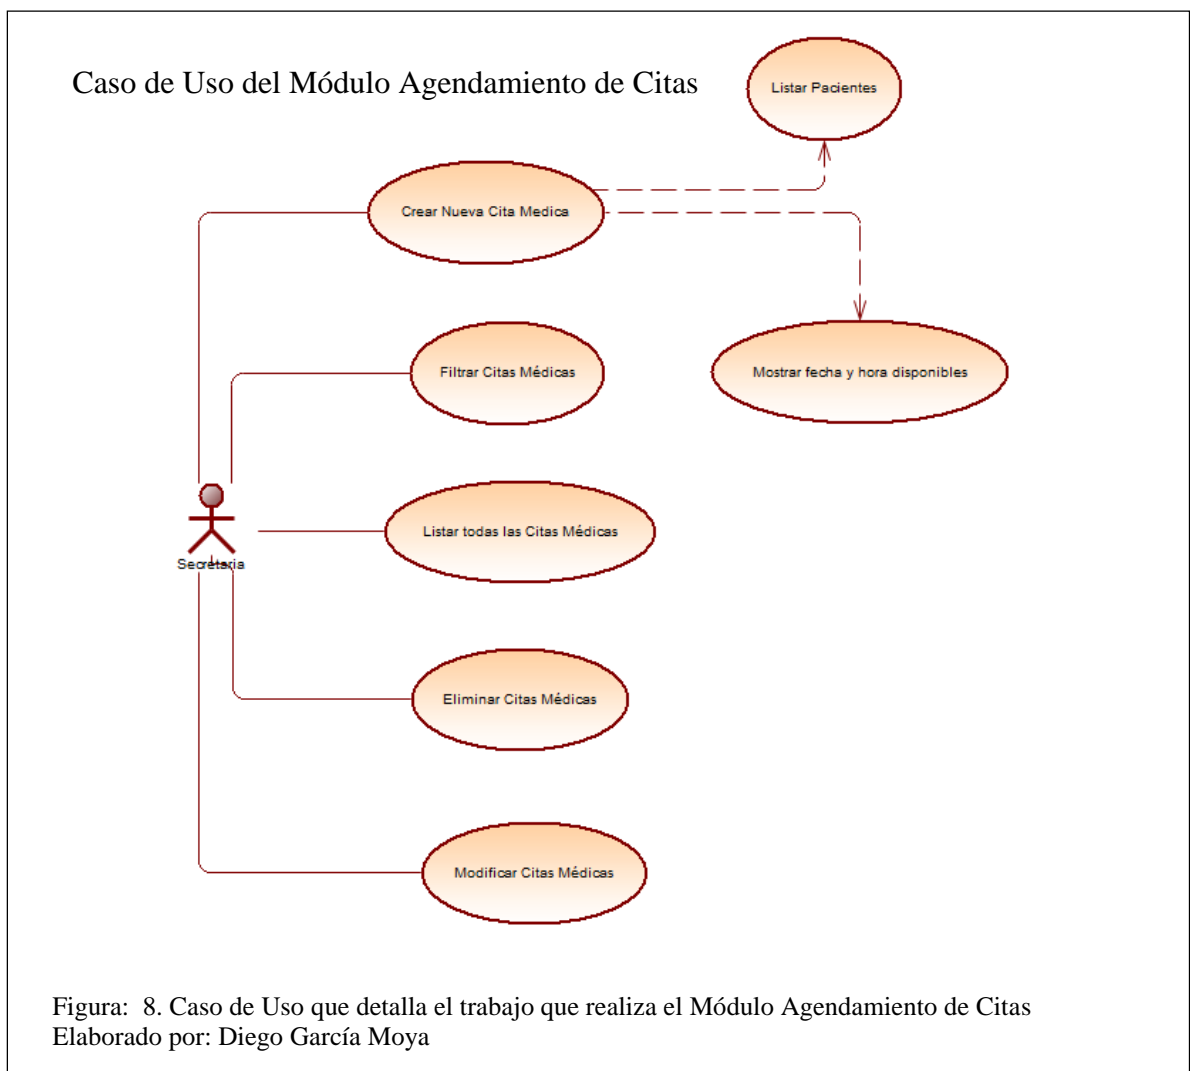 Caso de Uso del Módulo Agendamiento de Citas
Listar Pacientes
Crear Nueva Cita Medica
Filtrar Citas Médicas
Mostrar fecha y hora disponibles
Listar todas las Citas Médicas
Secretaria
Eliminar Citas Médicas
Modificar Citas Médicas
Figura: 8. Caso de Uso que detalla el trabajo que realiza el Módulo Agendamiento de Citas
Elaborado por: Diego García Moya